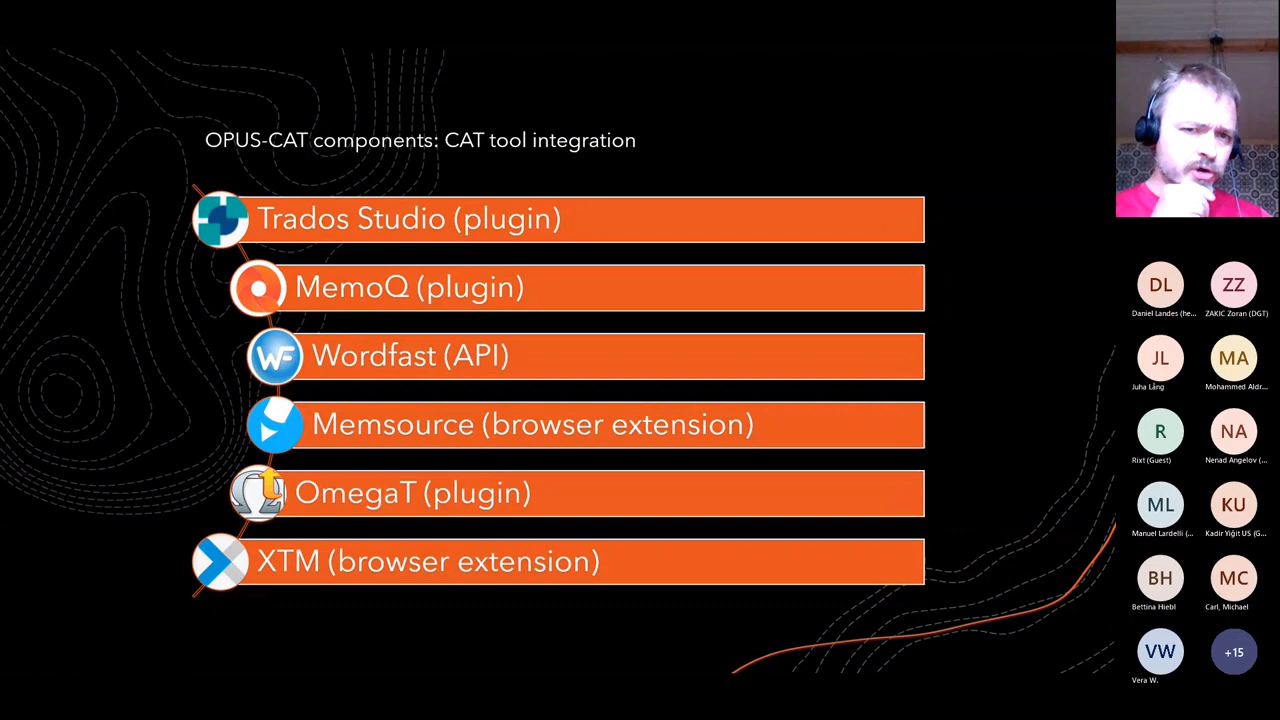 OPUS-CAT components: CAT tool integration
Trados Studio (plugin)
MemoQ (plugin)
WF
Wordfast (API)
Memsource (browser extension)
OmegaT (plugin)
XTM (browser extension)
DL
ZZ
Daniel Landes (he...
ZAKIC Zoran (DGT)
JL
MA
Juha Lång
Mohammed Aldr...
R
NA
Rixt (Guest)
Nenad Angelov (...
ML
KU
Manuel Lardelli (...
Kadir Yiğit US (G...
BH
MC
Bettina Hiebl
Carl, Michael
VW
+15
Vera W.